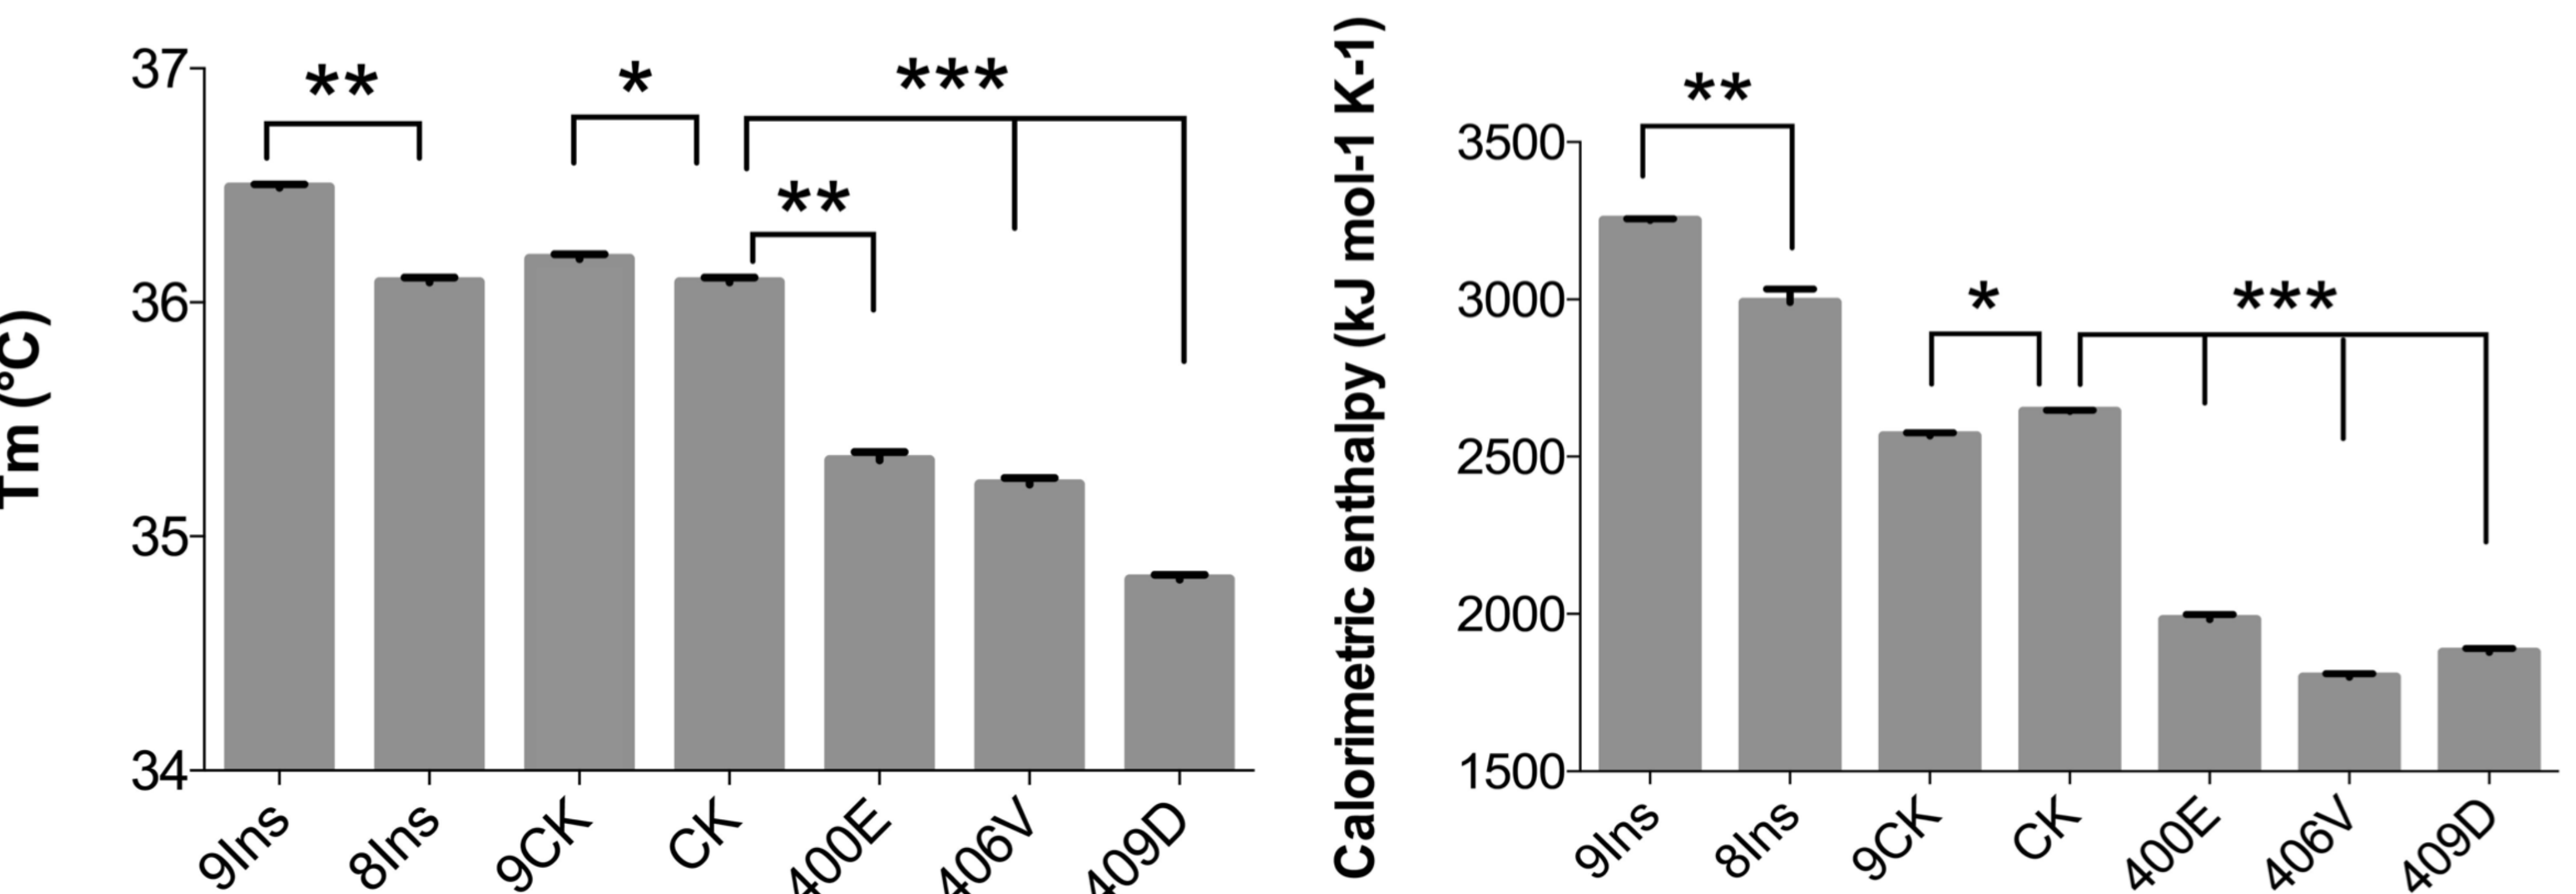 Tm (ºC)
37
36
35
34
**
*
***
**
9Ins
8Ins
9CK
CK
400E
406V
409D
Calorimetric enthalpy (kJ mol-1 K-1)
3500
3000
2500
2000
1500
**
*
***
9Ins
8Ins
9CK
CK
400E
406V
409D